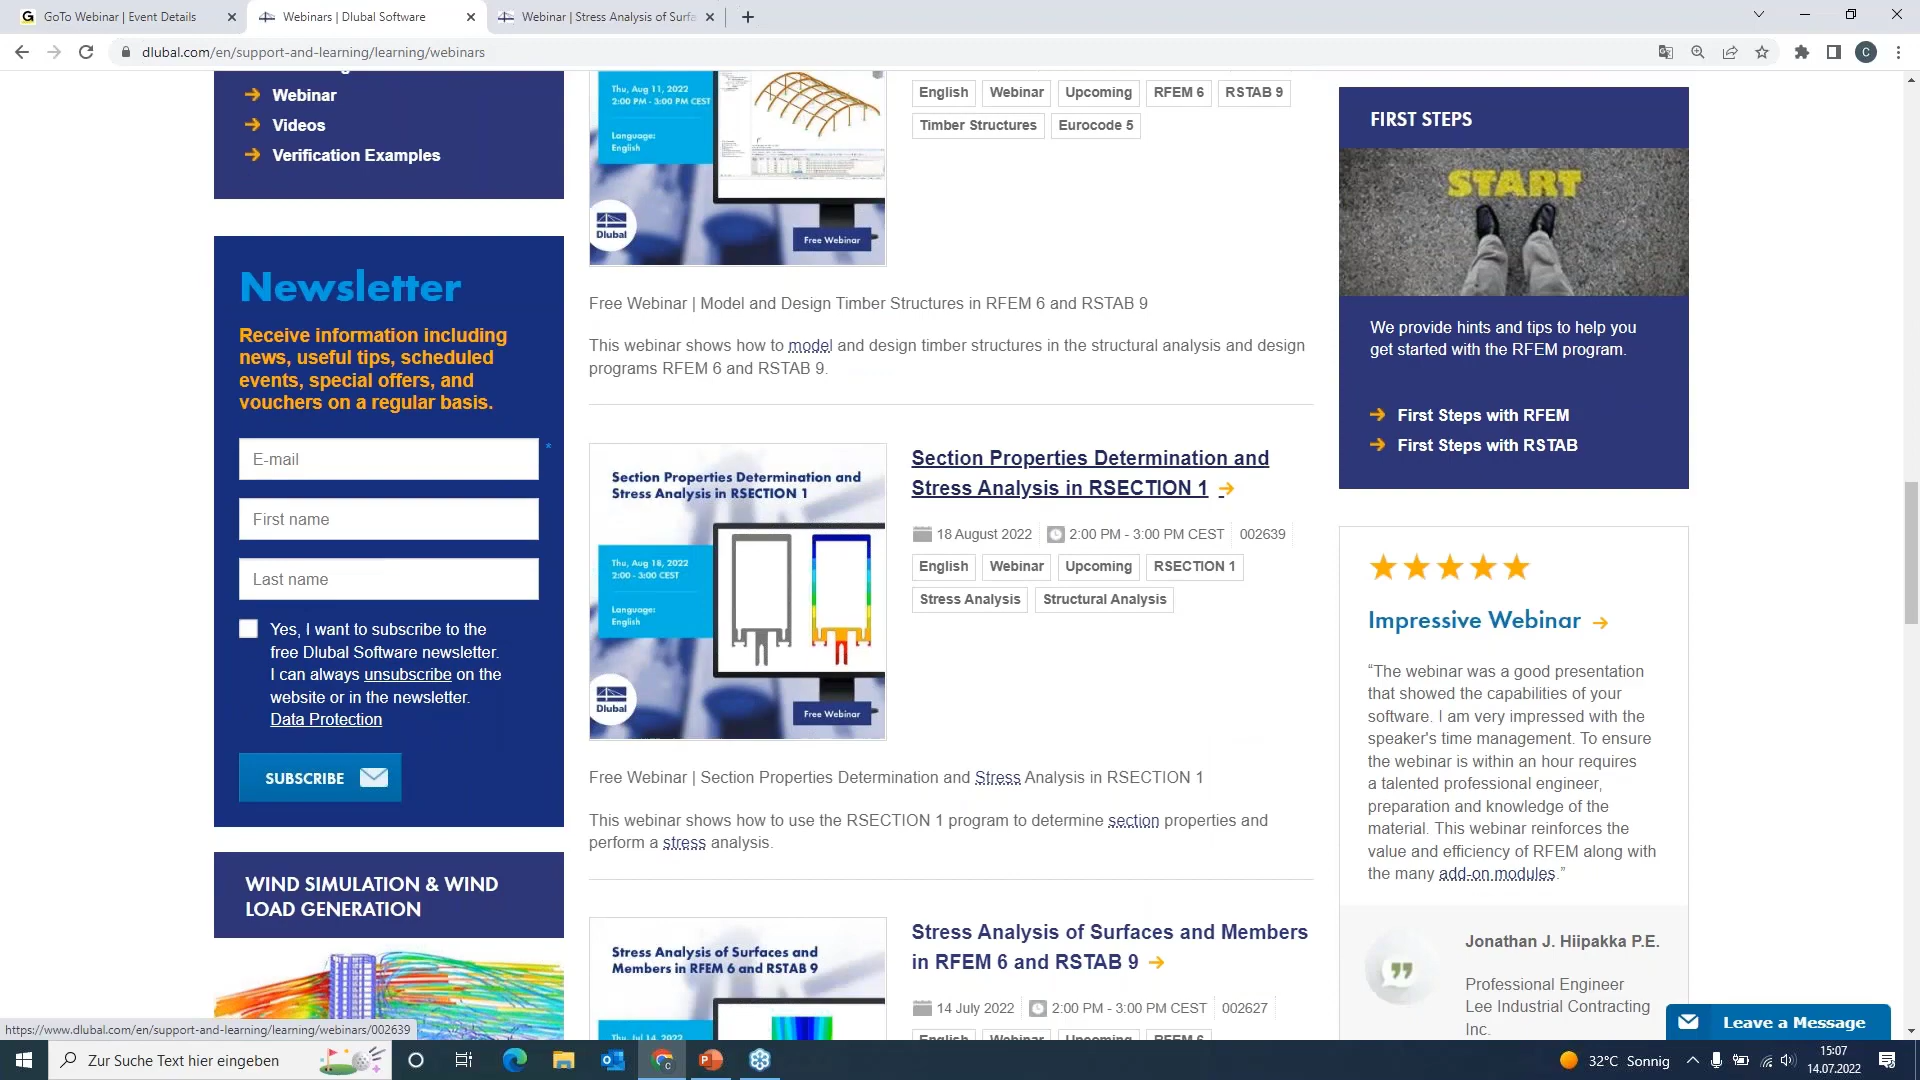 GoTo Webinar | Event Details
Webinars | Dlubal Software
Webinar | Stress Analysis of Surfa
dlubal.com/en/support-and-learning/learning/webinars
C
Webinar
Videos
Verification Examples
Newsletter
Receive information including
news, useful tips, scheduled
events, special offers, and
vouchers on a regular basis.
E-mail
*
First name
Last name
Yes, I want to subscribe to the
free Dlubal Software newsletter.
I can always unsubscribe on the
website or in the newsletter.
Data Protection
SUBSCRIBE
WIND SIMULATION & WIND
LOAD GENERATION
https://www.dlubal.com/en/support-and-learning/learning/webinars/002639
Thu, Aug 11, 2022
2:00 PM - 3:00 PM CEST
Language:
English
Dlubal
Free Webinar
English
Webinar
Upcoming
RFEM 6
RSTAB 9
Timber Structures
Eurocode 5
Free Webinar | Model and Design Timber Structures in RFEM 6 and RSTAB 9
This webinar shows how to model and design timber structures in the structural analysis and design
programs RFEM 6 and RSTAB 9.
Section Properties Determination and
Stress Analysis in RSECTION 1
Thu, Aug 18, 2022
2:00 - 3:00 CEST
Language:
English
Dlubal
Free Webinar
Section Properties Determination and
Stress Analysis in RSECTION 1
18 August 2022
2:00 PM - 3:00 PM CEST
002639
English
Webinar
Upcoming
RSECTION 1
Stress Analysis
Structural Analysis
Free Webinar | Section Properties Determination and Stress Analysis in RSECTION 1
This webinar shows how to use the RSECTION 1 program to determine section properties and
perform a stress analysis.
Stress Analysis of Surfaces and
Members in RFEM 6 and RSTAB 9
Thu, Jul 14, 2022
Stress Analysis of Surfaces and Members
in RFEM 6 and RSTAB 9
14 July 2022
2:00 PM - 3:00 PM CEST
002627
English
Webinar
RFEM 6
FIRST STEPS
START
We provide hints and tips to help you
get started with the RFEM program.
First Steps with RFEM
First Steps with RSTAB
Impressive Webinar
“The webinar was a good presentation
that showed the capabilities of your
software. I am very impressed with the
speaker's time management. To ensure
the webinar is within an hour requires
a talented professional engineer,
preparation and knowledge of the
material. This webinar reinforces the
value and efficiency of RFEM along with
the many add-on modules.”
Jonathan J. Hiipakka P.E.
Professional Engineer
Lee Industrial Contracting
Inc.
Leave a Message
Zur Suche Text hier eingeben
32°C Sonnig
15:07
14.07.2022